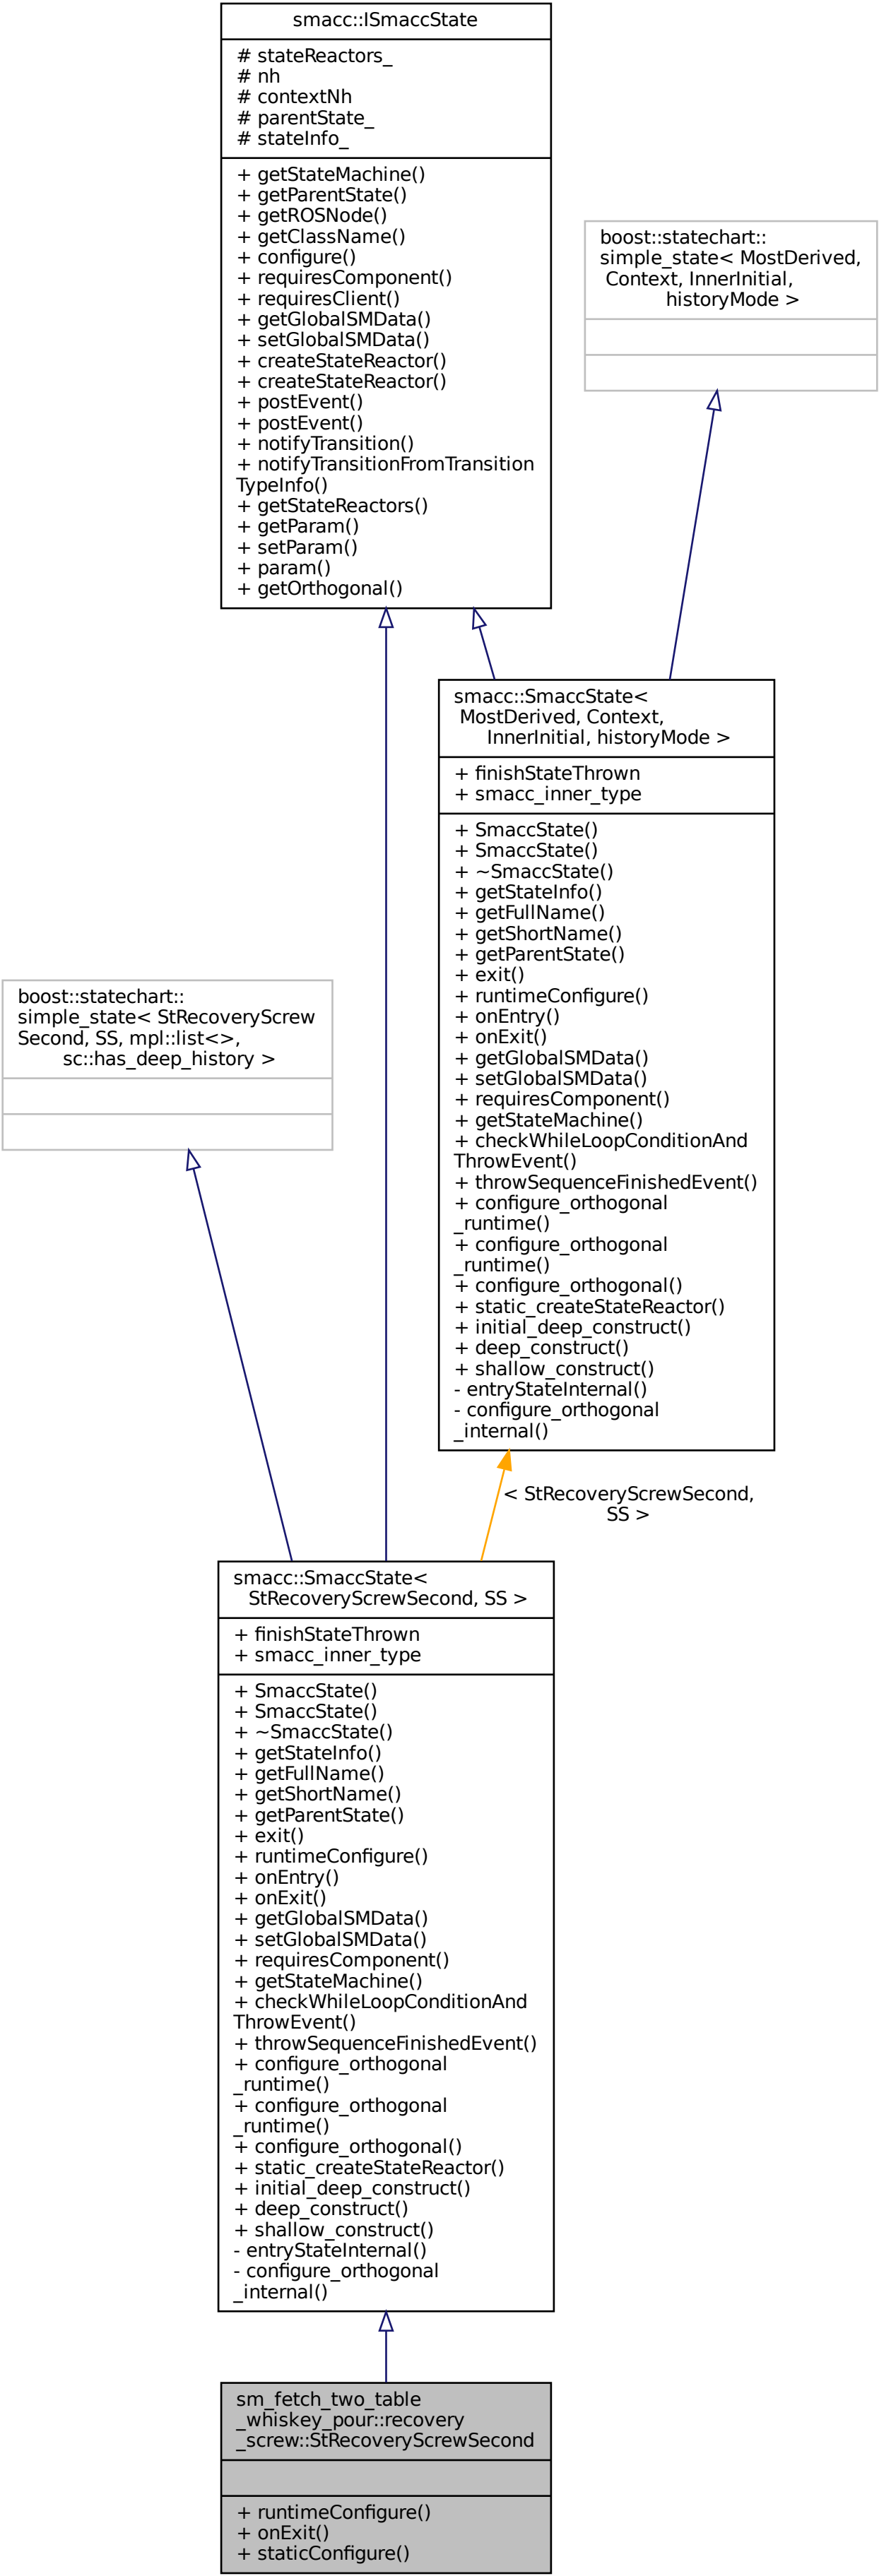 smacc::ISmaccState
# stateReactors_
# nh
# contextNh
# parentState_
# stateInfo_
+ getStateMachine()
+ getParentState()
+ getROSNode()
+ getClassName()
+ configure()
+ requiresComponent()
+ requiresClient()
+ getGlobalSMData()
+ setGlobalSMData()
+ createStateReactor()
+ createStateReactor()
+ postEvent()
+ postEvent()
+ notifyTransition()
+ notifyTransitionFromTransition
TypeInfo()
+ getStateReactors()
+ getParam()
+ setParam()
+ param()
+ getOrthogonal()
boost::statechart::
simple_state< MostDerived,
Context, InnerInitial,
historyMode >
smacc::SmaccState<
MostDerived, Context,
InnerInitial, historyMode >
+ finishStateThrown
+ smacc_inner_type
+ SmaccState()
+ SmaccState()
+ ~SmaccState()
+ getStateInfo()
+ getFullName()
+ getShortName()
+ getParentState()
+ exit()
+ runtimeConfigure()
+ onEntry()
+ onExit()
+ getGlobalSMData()
+ setGlobalSMData()
+ requiresComponent()
+ getStateMachine()
+ checkWhileLoopConditionAnd
ThrowEvent()
+ throwSequenceFinishedEvent()
+ configure_orthogonal
_runtime()
+ configure_orthogonal
_runtime()
+ configure_orthogonal()
+ static_createStateReactor()
+ initial_deep_construct()
+ deep_construct()
+ shallow_construct()
- entryStateInternal()
- configure_orthogonal
_internal()
boost::statechart::
simple_state< StRecoveryScrew
Second, SS, mpl::list<>,
sc::has_deep_history >
< StRecoveryScrewSecond,
SS >
smacc::SmaccState<
StRecoveryScrewSecond, SS >
+ finishStateThrown
+ smacc_inner_type
+ SmaccState()
+ SmaccState()
+ ~SmaccState()
+ getStateInfo()
+ getFullName()
+ getShortName()
+ getParentState()
+ exit()
+ runtimeConfigure()
+ onEntry()
+ onExit()
+ getGlobalSMData()
+ setGlobalSMData()
+ requiresComponent()
+ getStateMachine()
+ checkWhileLoopConditionAnd
ThrowEvent()
+ throwSequenceFinishedEvent()
+ configure_orthogonal
_runtime()
+ configure_orthogonal
_runtime()
+ configure_orthogonal()
+ static_createStateReactor()
+ initial_deep_construct()
+ deep_construct()
+ shallow_construct()
- entryStateInternal()
- configure_orthogonal
_internal()
sm_fetch_two_table
_whiskey_pour::recovery
_screw::StRecoveryScrewSecond
+ runtimeConfigure()
+ onExit()
+ staticConfigure()